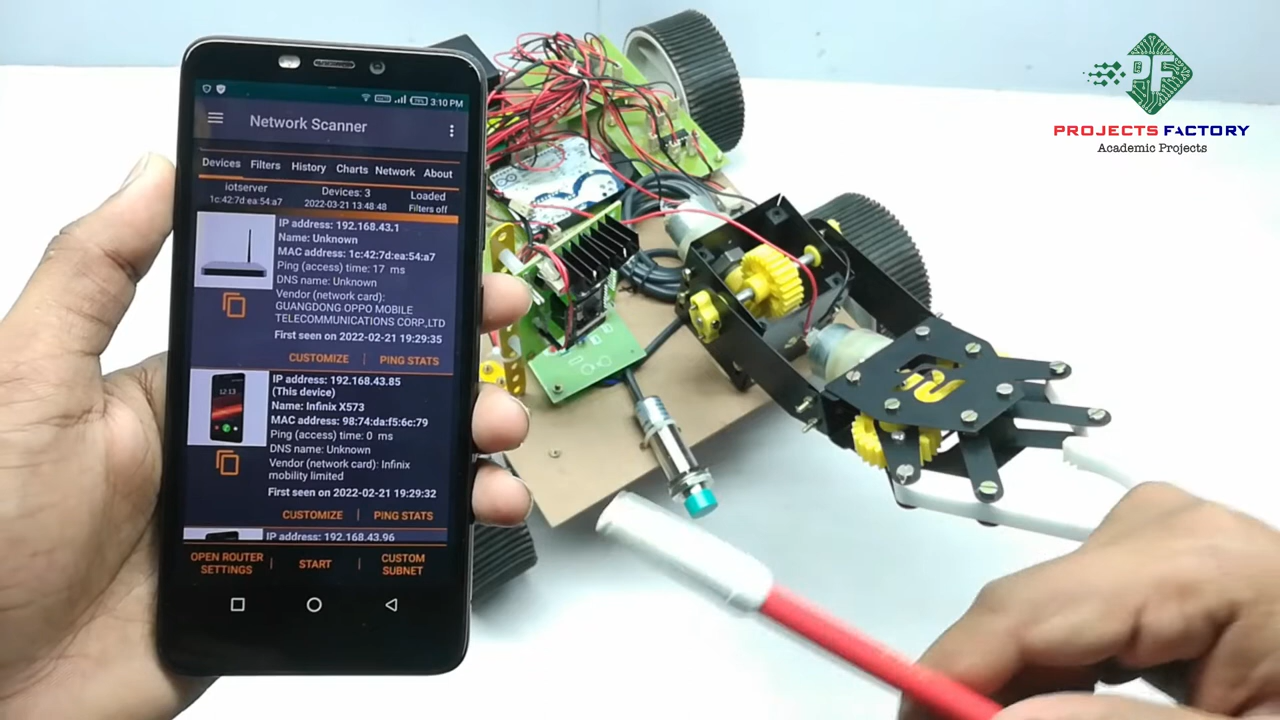 3:10 PM
Network Scanner
Devices Filters History Charts Network About
iotserver Devices: 3 Loaded
1c:42:7d:ea:54:a7 2022-03-21 13:48:48 Filters off
IP address: 192.168.43.1
Name: Unknown
MAC address: 1c:42:7d:ea:54:a7
Ping (access) time: 17 ms
DNS name: Unknown
Vendor (network card):
GUANGDONG OPPO MOBILE
TELECOMMUNICATIONS CORP.,LTD
First seen on 2022-02-21 19:29:35
CUSTOMIZE | PING STATS
IP address: 192.168.43.85
(This device)
Name: Infinix X573
MAC address: 98:74:da:f5:6c:79
Ping (access) time: 0 ms
DNS name: Unknown
Vendor (network card): Infinix
mobility limited
First seen on 2022-02-21 19:29:32
CUSTOMIZE | PING STATS
IP address: 192.168.43.96
OPEN ROUTER SETTINGS | START | CUSTOM SUBNET
12:13
PF
PROJECTS FACTORY
Academic Projects